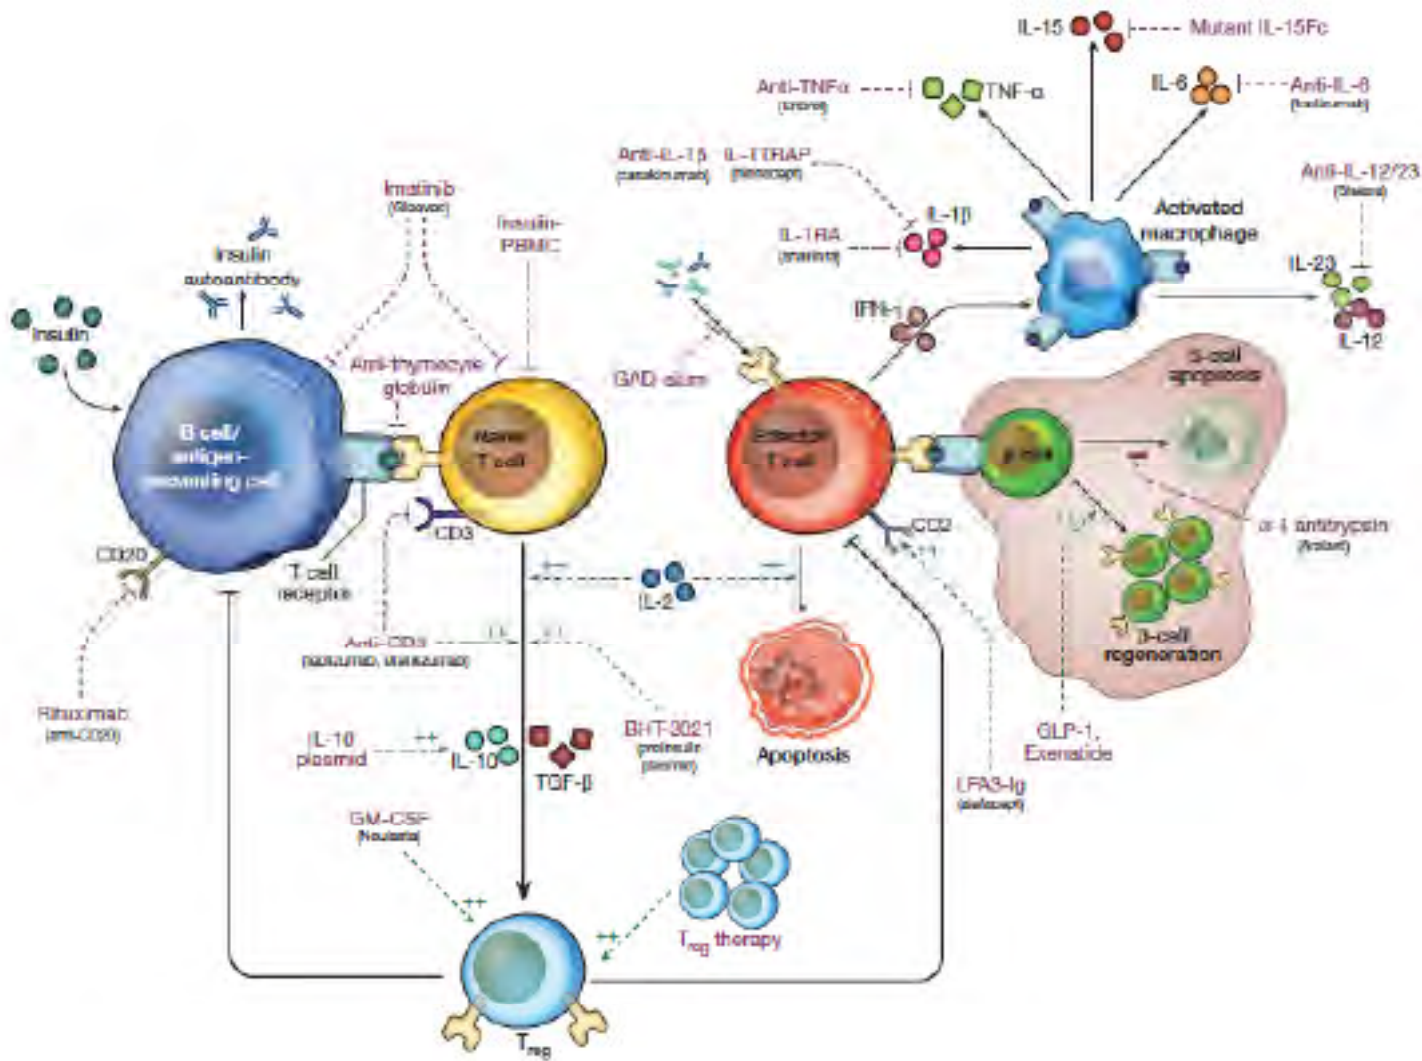 IL-15
Mutant IL-15Fc
Anti-TNFα
TNF-α
IL-6
Anti-IL-6
Anti-IL-1β
IL-1TRAP
Anti-IL-12/23
Imatinib
(Gleevec)
Insulin-
PBMC
IL-1β
IL-1RA
Activated
macrophage
Insulin
autoantibody
IL-23
Insulin
IFN-γ
IL-12
Anti-thymocyte
globulin
GAD-alum
β-cell
apoptosis
B cell/
antigen-
presenting cell
T cell
Effector
T cell
CD3
CD2
α-1 antitrypsin
CD20
T cell
receptor
++
IL-2
β-cell
regeneration
Anti-CD3
Apoptosis
Rituximab
(anti-CD20)
IL-10
plasmid
++
IL-10
TGF-β
BHT-3021
(proinsulin
plasmid)
GLP-1,
Exenatide
LFA3-Ig
(alefacept)
GM-CSF
++
++
Treg therapy
Treg